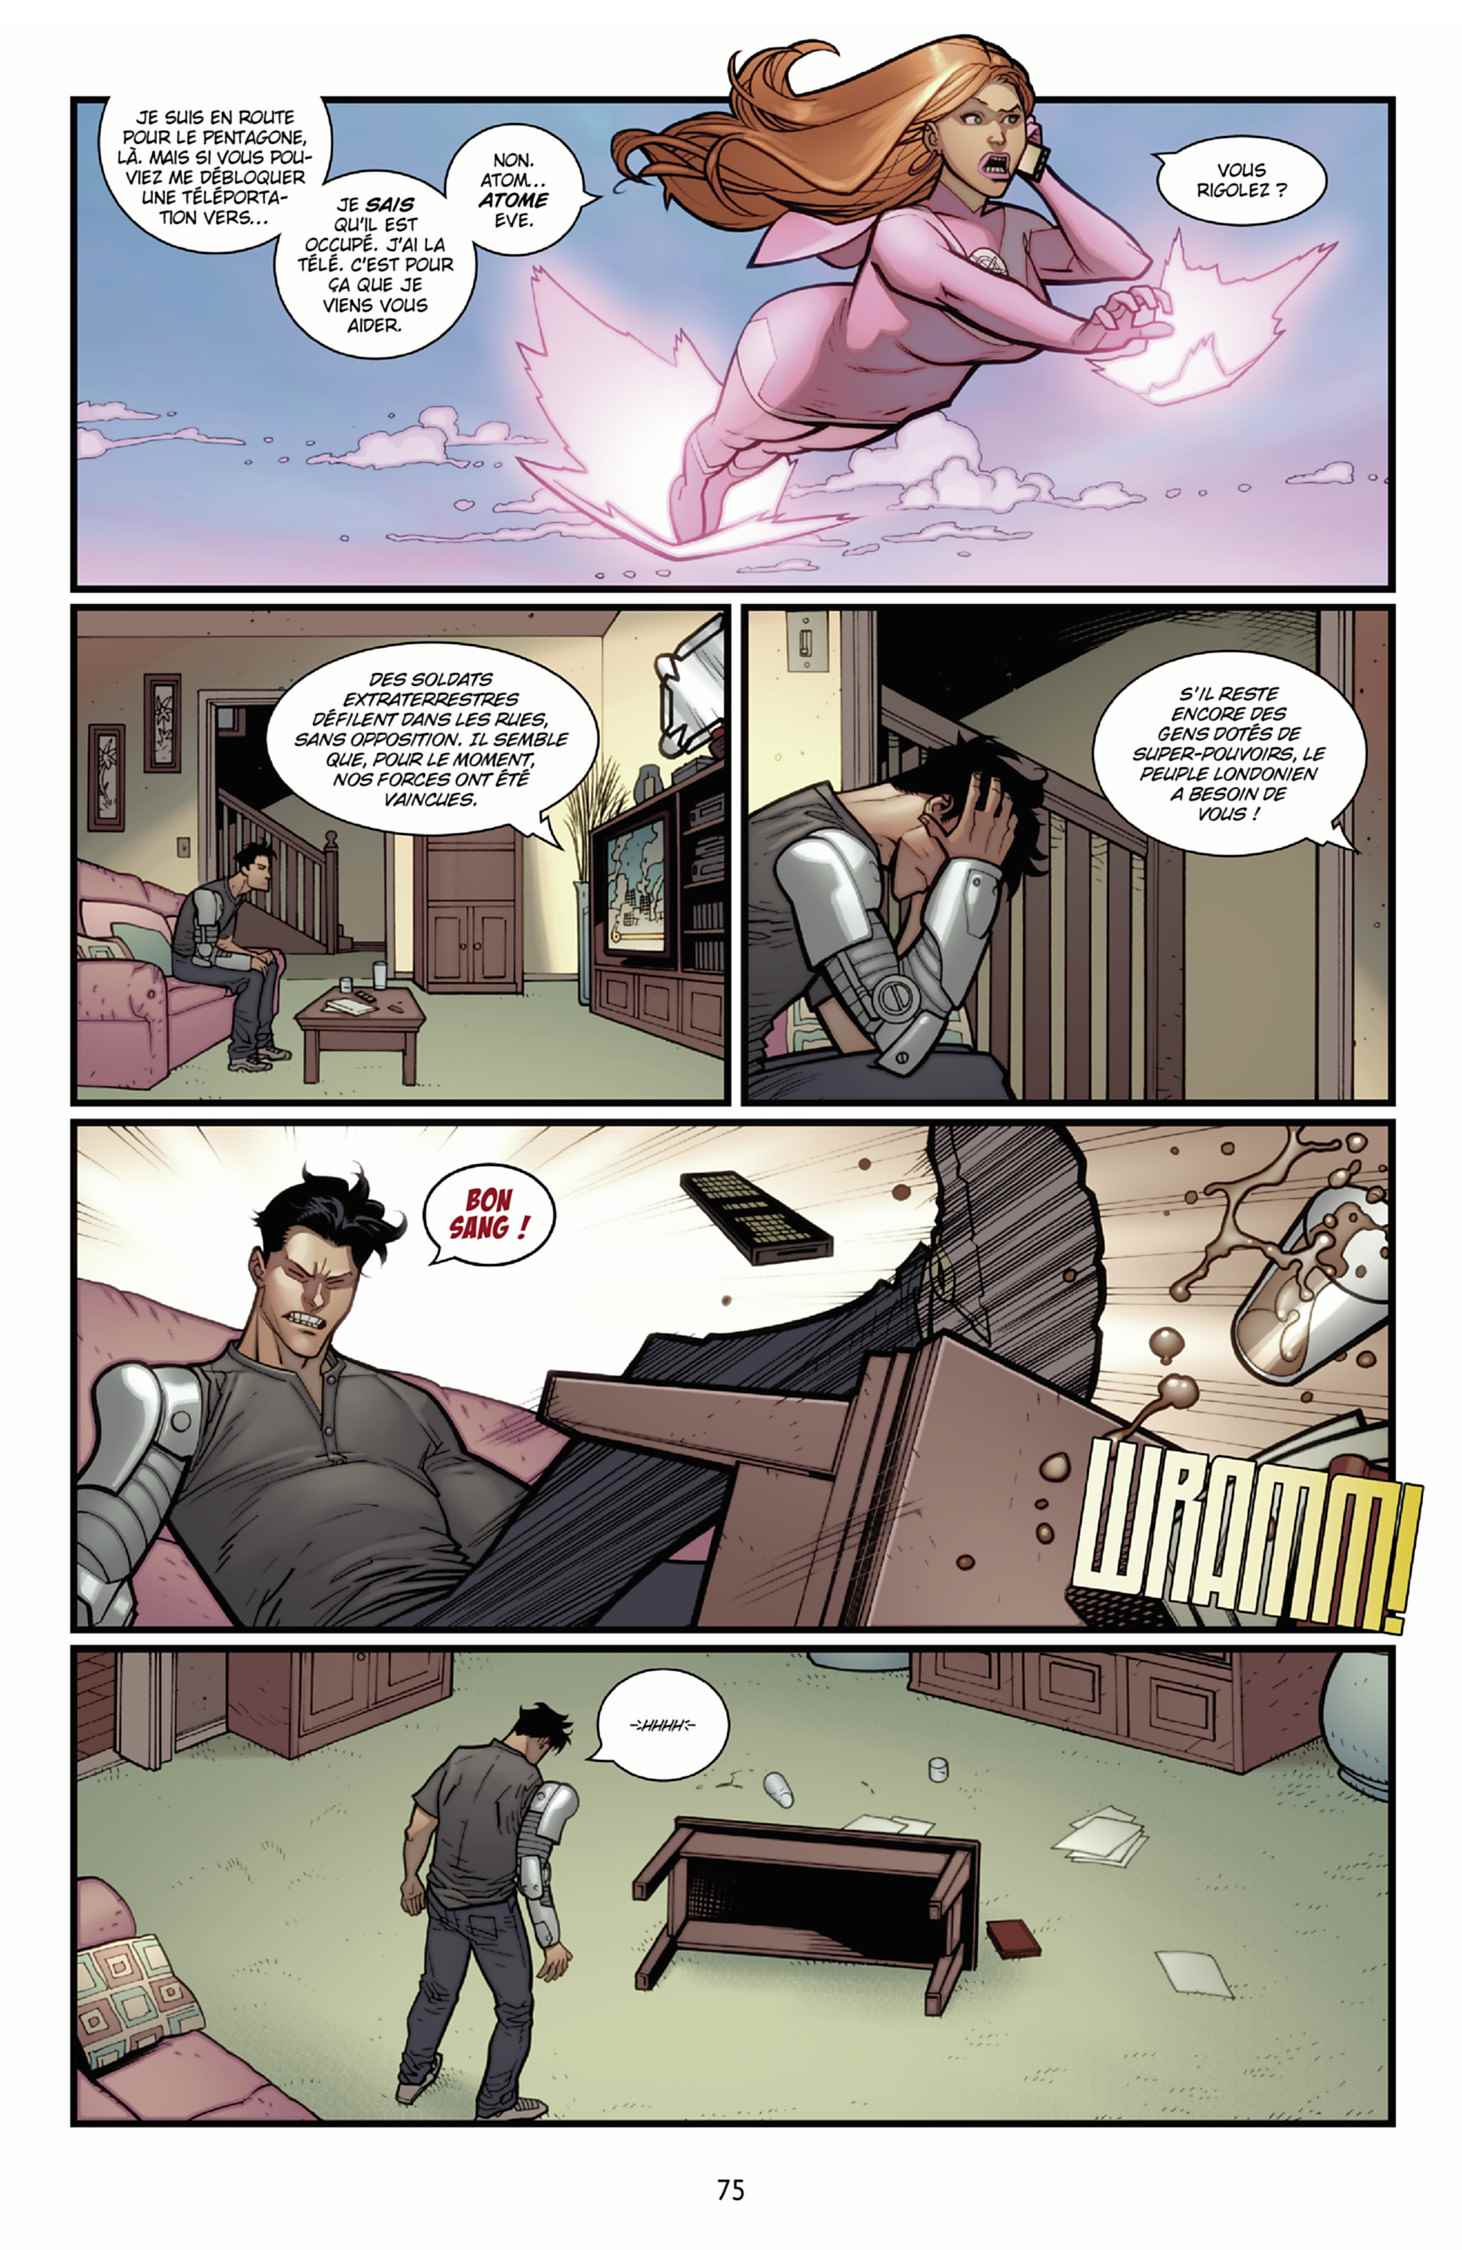 JE SUIS EN ROUTE
POUR LE PENTAGONE,
LÀ. MAIS SI VOUS POU-
VIEZ ME DÉBLOQUER
UNE TÉLÉPORTA-
TION VERS...
JE SAIS
QU'IL EST
OCCUPÉ. J'AI LA
TÉLÉ. C'EST POUR
ÇA QUE JE
VIENS VOUS
AIDER.
NON.
ATOM...
ATOME
EVE.
VOUS
RIGOLEZ ?
DES SOLDATS
EXTRATERRESTRES
DÉFILENT DANS LES RUES,
SANS OPPOSITION. IL SEMBLE
QUE, POUR LE MOMENT,
NOS FORCES ONT ÉTÉ
VAINCUES.
S'IL RESTE
ENCORE DES
GENS DOTÉS DE
SUPER-POUVOIRS, LE
PEUPLE LONDONIEN
A BESOIN DE
VOUS !
BON
SANG !
WRAMM!
HHHH
75